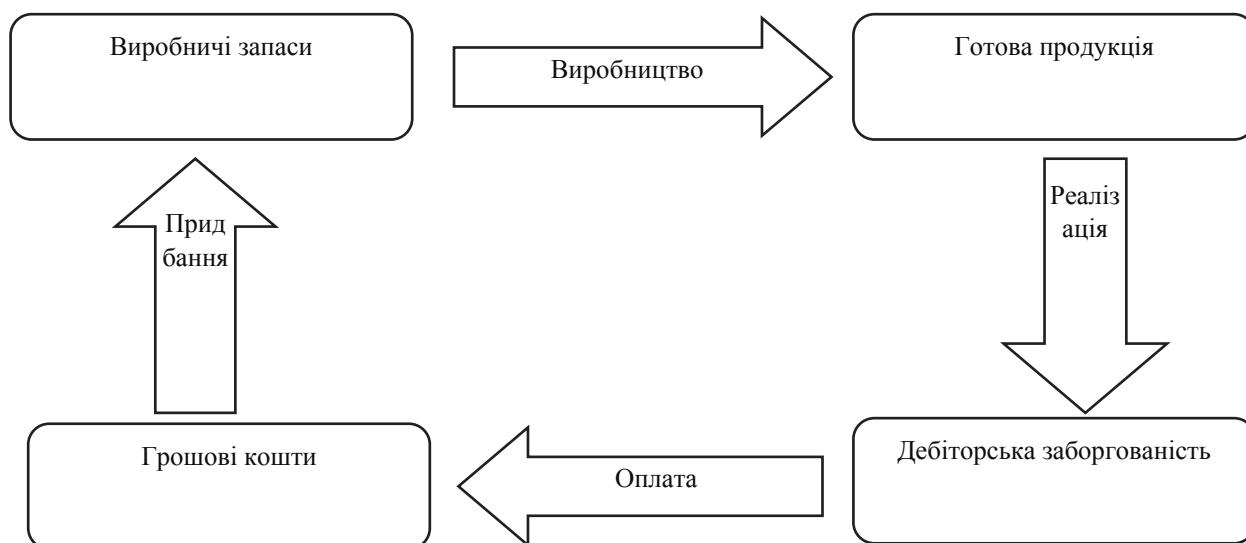 Виробничі запаси
Виробництво
Готова продукція
Прид
бання
Реаліз
ація
Грошові кошти
Оплата
Дебіторська заборгованість